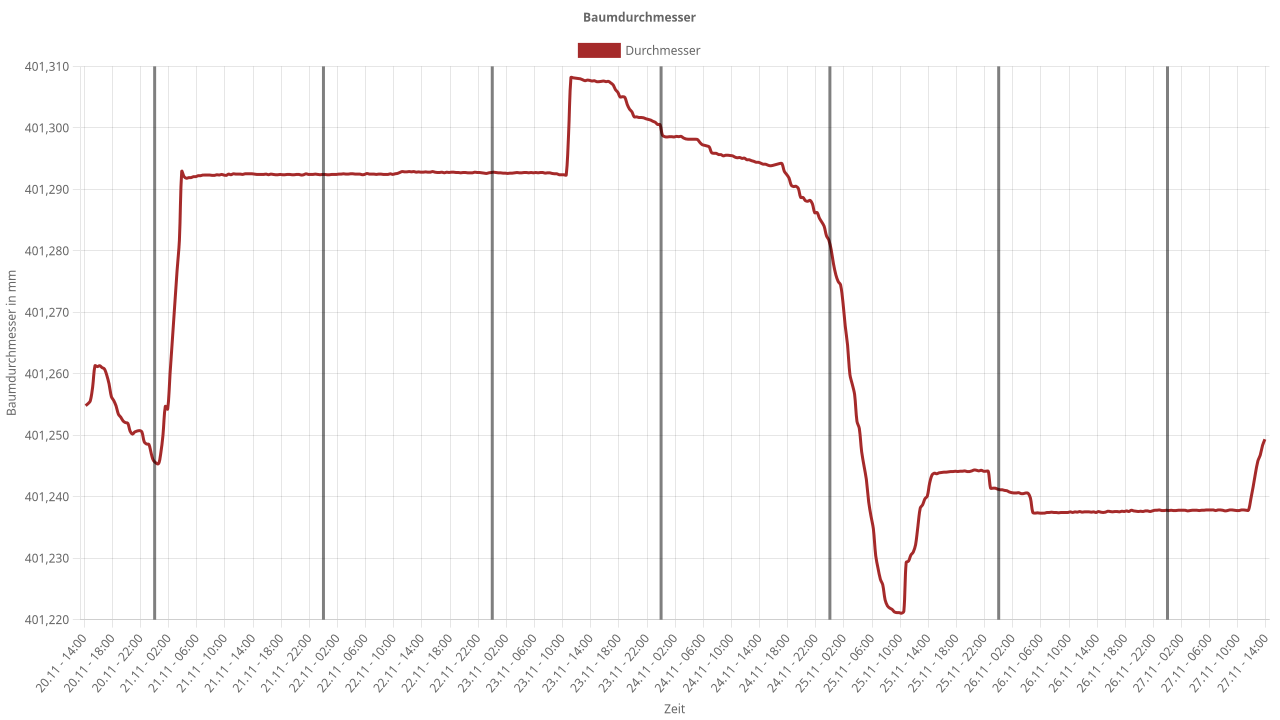 Baumdurchmesser
Durchmesser
Baumdurchmesser in mm
401,310
401,300
401,290
401,280
401,270
401,260
401,250
401,240
401,230
401,220
20.11 - 14:00
20.11 - 18:00
20.11 - 22:00
21.11 - 02:00
21.11 - 06:00
21.11 - 10:00
21.11 - 14:00
21.11 - 18:00
21.11 - 22:00
22.11 - 02:00
22.11 - 06:00
22.11 - 10:00
22.11 - 14:00
22.11 - 18:00
22.11 - 22:00
23.11 - 02:00
23.11 - 06:00
23.11 - 10:00
23.11 - 14:00
23.11 - 18:00
23.11 - 22:00
24.11 - 02:00
24.11 - 06:00
24.11 - 10:00
24.11 - 14:00
24.11 - 18:00
24.11 - 22:00
25.11 - 02:00
25.11 - 06:00
25.11 - 10:00
25.11 - 14:00
25.11 - 18:00
25.11 - 22:00
26.11 - 02:00
26.11 - 06:00
26.11 - 10:00
26.11 - 14:00
26.11 - 18:00
26.11 - 22:00
27.11 - 02:00
27.11 - 06:00
27.11 - 10:00
27.11 - 14:00
Zeit